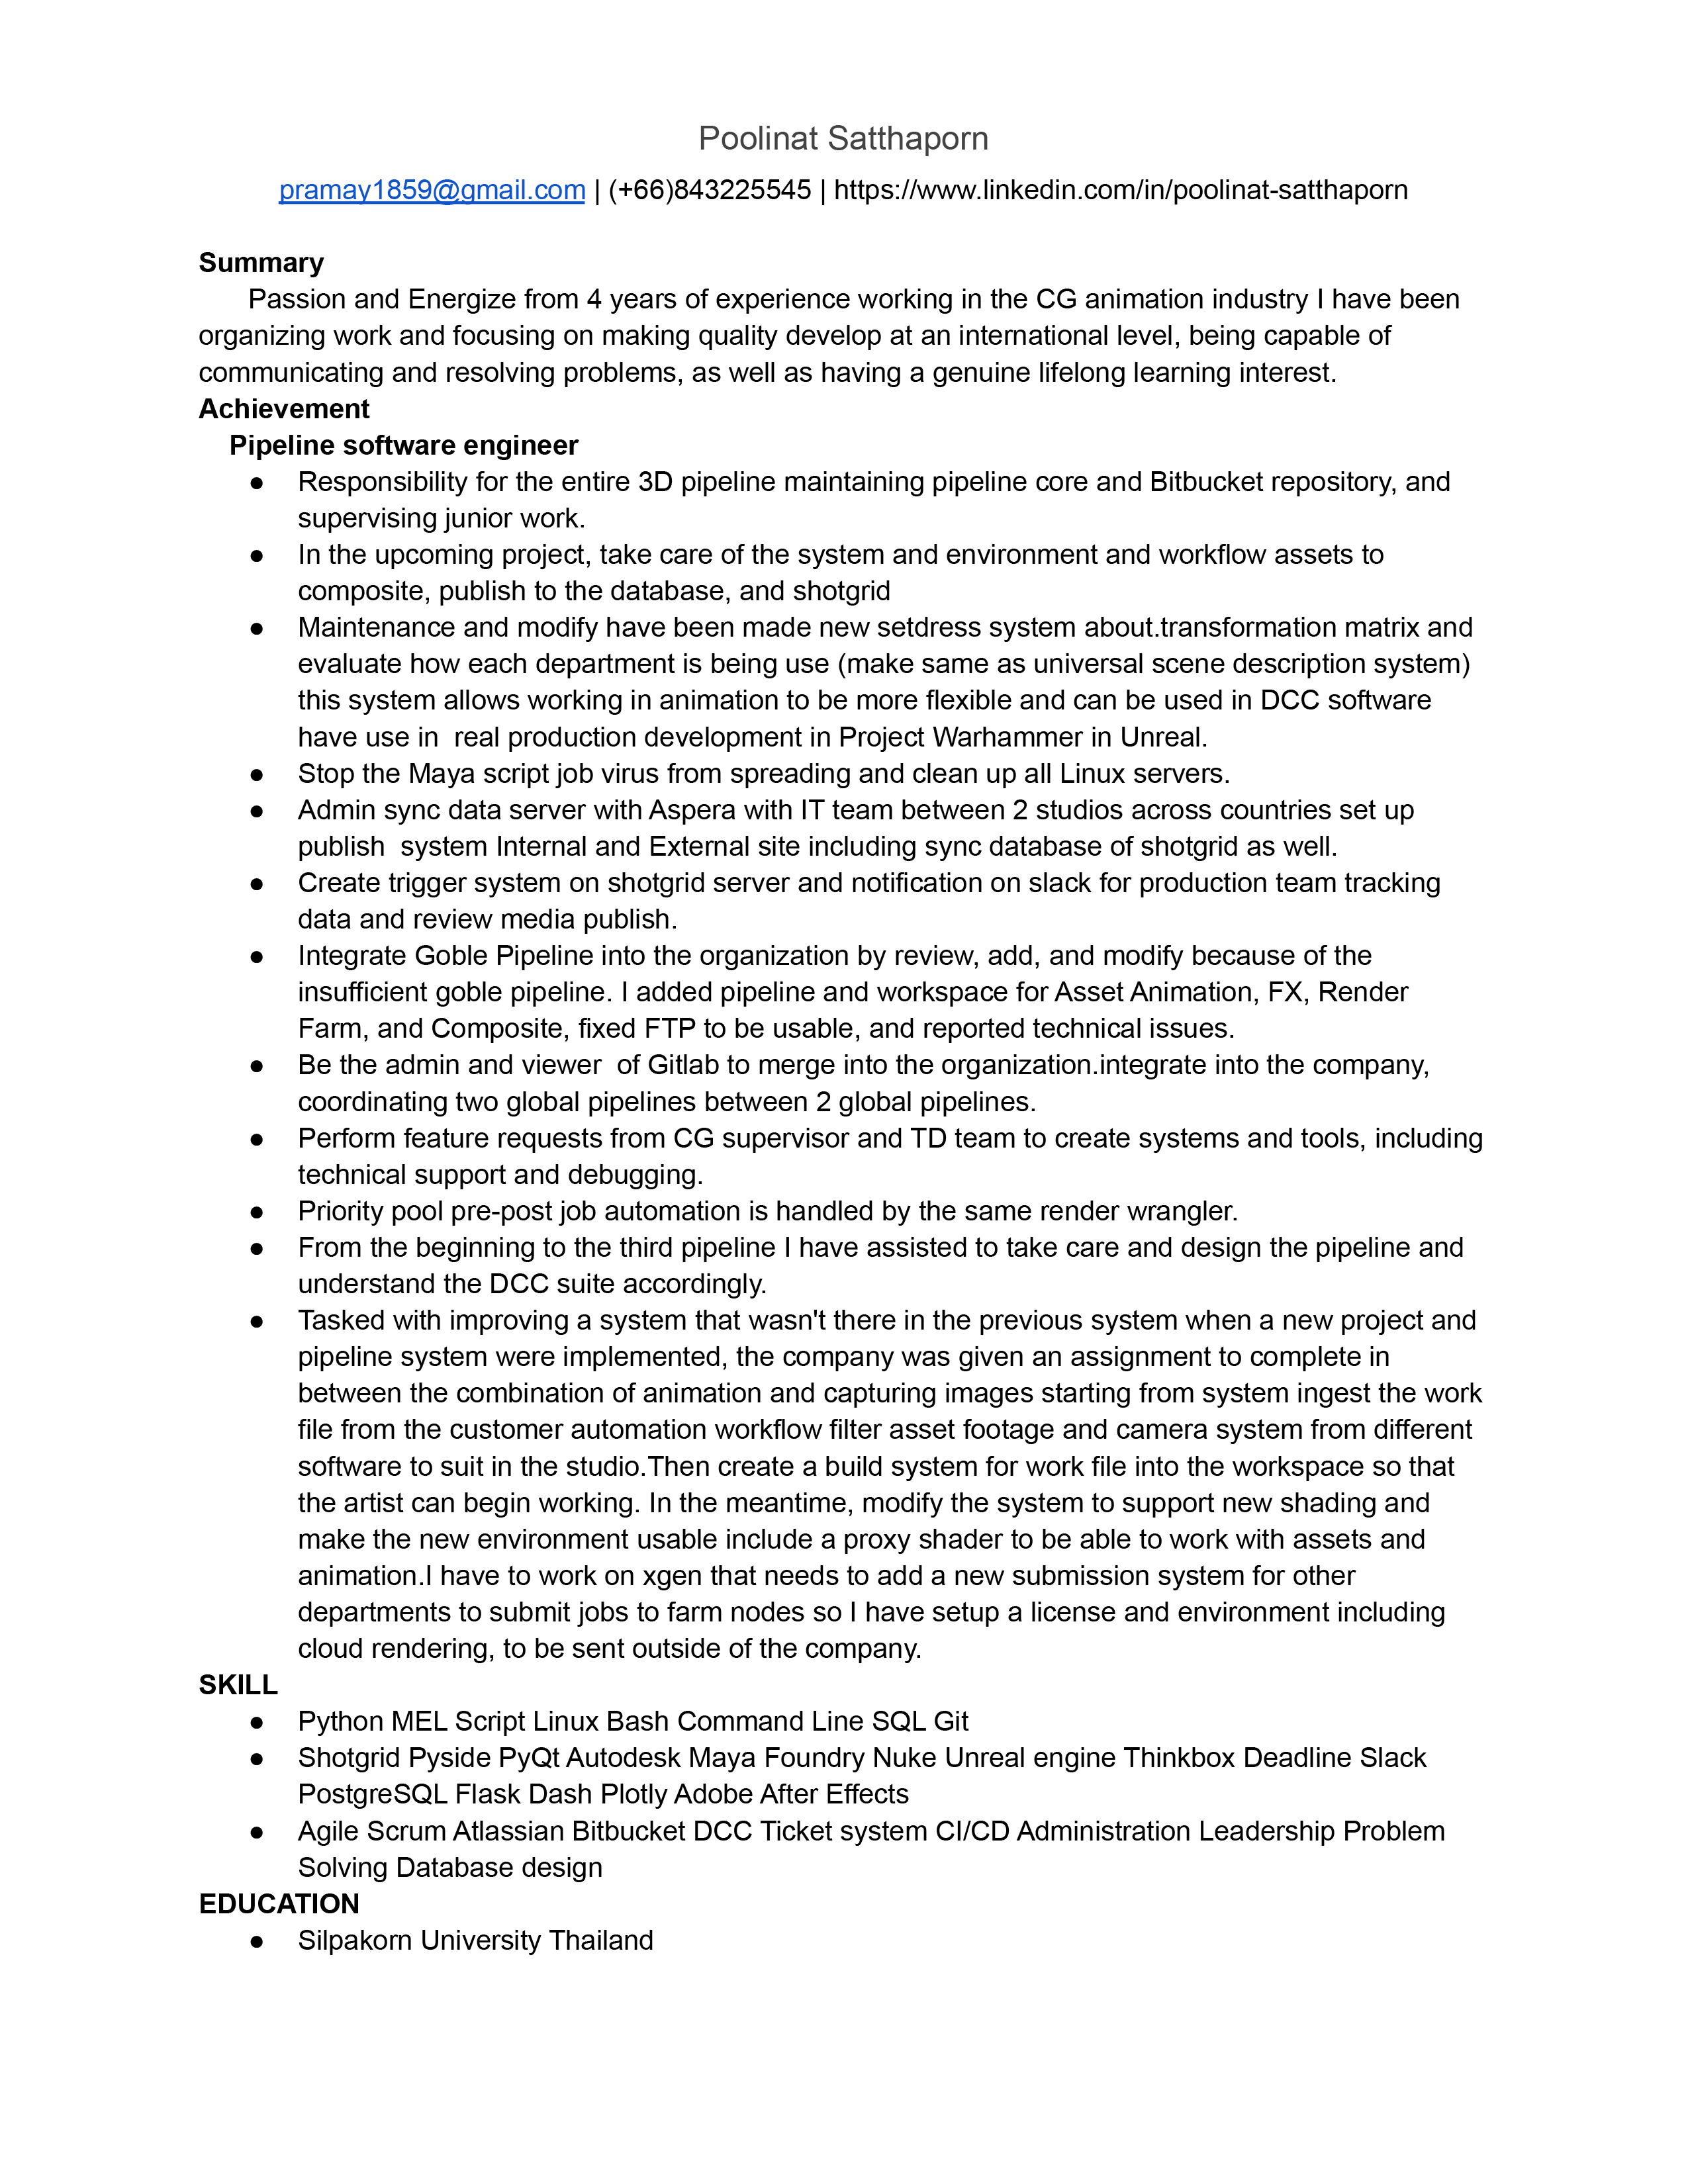 Poolinat Satthaporn
pramay1859@gmail.com | (+66)843225545 | https://www.linkedin.com/in/poolinat-satthaporn
Summary
Passion and Energize from 4 years of experience working in the CG animation industry I have been
organizing work and focusing on making quality develop at an international level, being capable of
communicating and resolving problems, as well as having a genuine lifelong learning interest.
Achievement
Pipeline software engineer
● Responsibility for the entire 3D pipeline maintaining pipeline core and Bitbucket repository, and
supervising junior work.
● In the upcoming project, take care of the system and environment and workflow assets to
composite, publish to the database, and shotgrid
● Maintenance and modify have been made new setdress system about.transformation matrix and
evaluate how each department is being use (make same as universal scene description system)
this system allows working in animation to be more flexible and can be used in DCC software
have use in  real production development in Project Warhammer in Unreal.
● Stop the Maya script job virus from spreading and clean up all Linux servers.
● Admin sync data server with Aspera with IT team between 2 studios across countries set up
publish  system Internal and External site including sync database of shotgrid as well.
● Create trigger system on shotgrid server and notification on slack for production team tracking
data and review media publish.
● Integrate Goble Pipeline into the organization by review, add, and modify because of the
insufficient goble pipeline. I added pipeline and workspace for Asset Animation, FX, Render
Farm, and Composite, fixed FTP to be usable, and reported technical issues.
● Be the admin and viewer  of Gitlab to merge into the organization.integrate into the company,
coordinating two global pipelines between 2 global pipelines.
● Perform feature requests from CG supervisor and TD team to create systems and tools, including
technical support and debugging.
● Priority pool pre-post job automation is handled by the same render wrangler.
● From the beginning to the third pipeline I have assisted to take care and design the pipeline and
understand the DCC suite accordingly.
● Tasked with improving a system that wasn't there in the previous system when a new project and
pipeline system were implemented, the company was given an assignment to complete in
between the combination of animation and capturing images starting from system ingest the work
file from the customer automation workflow filter asset footage and camera system from different
software to suit in the studio.Then create a build system for work file into the workspace so that
the artist can begin working. In the meantime, modify the system to support new shading and
make the new environment usable include a proxy shader to be able to work with assets and
animation.I have to work on xgen that needs to add a new submission system for other
departments to submit jobs to farm nodes so I have setup a license and environment including
cloud rendering, to be sent outside of the company.
SKILL
● Python MEL Script Linux Bash Command Line SQL Git
● Shotgrid Pyside PyQt Autodesk Maya Foundry Nuke Unreal engine Thinkbox Deadline Slack
PostgreSQL Flask Dash Plotly Adobe After Effects
● Agile Scrum Atlassian Bitbucket DCC Ticket system CI/CD Administration Leadership Problem
Solving Database design
EDUCATION
● Silpakorn University Thailand